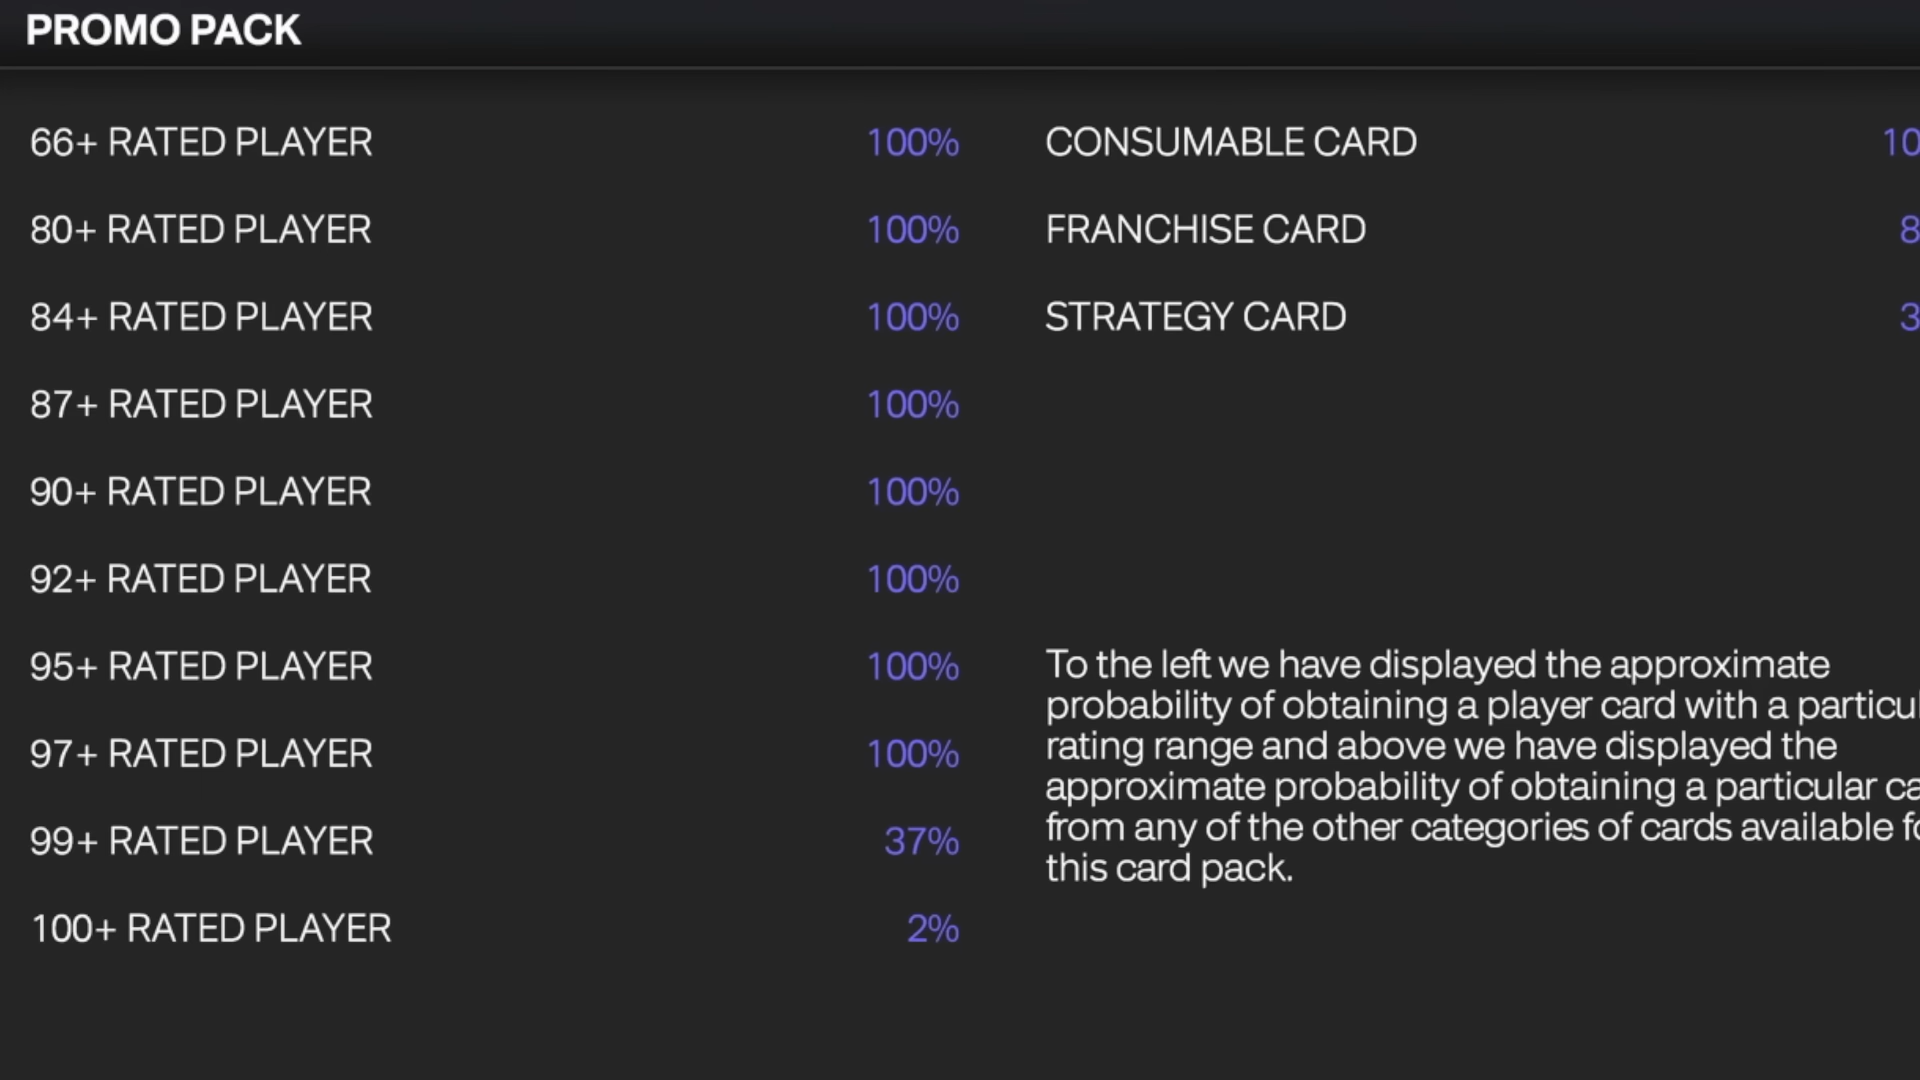 PROMO PACK
66+ RATED PLAYER 100%
80+ RATED PLAYER 100%
84+ RATED PLAYER 100%
87+ RATED PLAYER 100%
90+ RATED PLAYER 100%
92+ RATED PLAYER 100%
95+ RATED PLAYER 100%
97+ RATED PLAYER 100%
99+ RATED PLAYER 37%
100+ RATED PLAYER 2%
CONSUMABLE CARD
FRANCHISE CARD
STRATEGY CARD
To the left we have displayed the approximate
probability of obtaining a player card with a
rating range and above we have displayed the
approximate probability of obtaining a particular
from any of the other categories of cards available
this card pack.